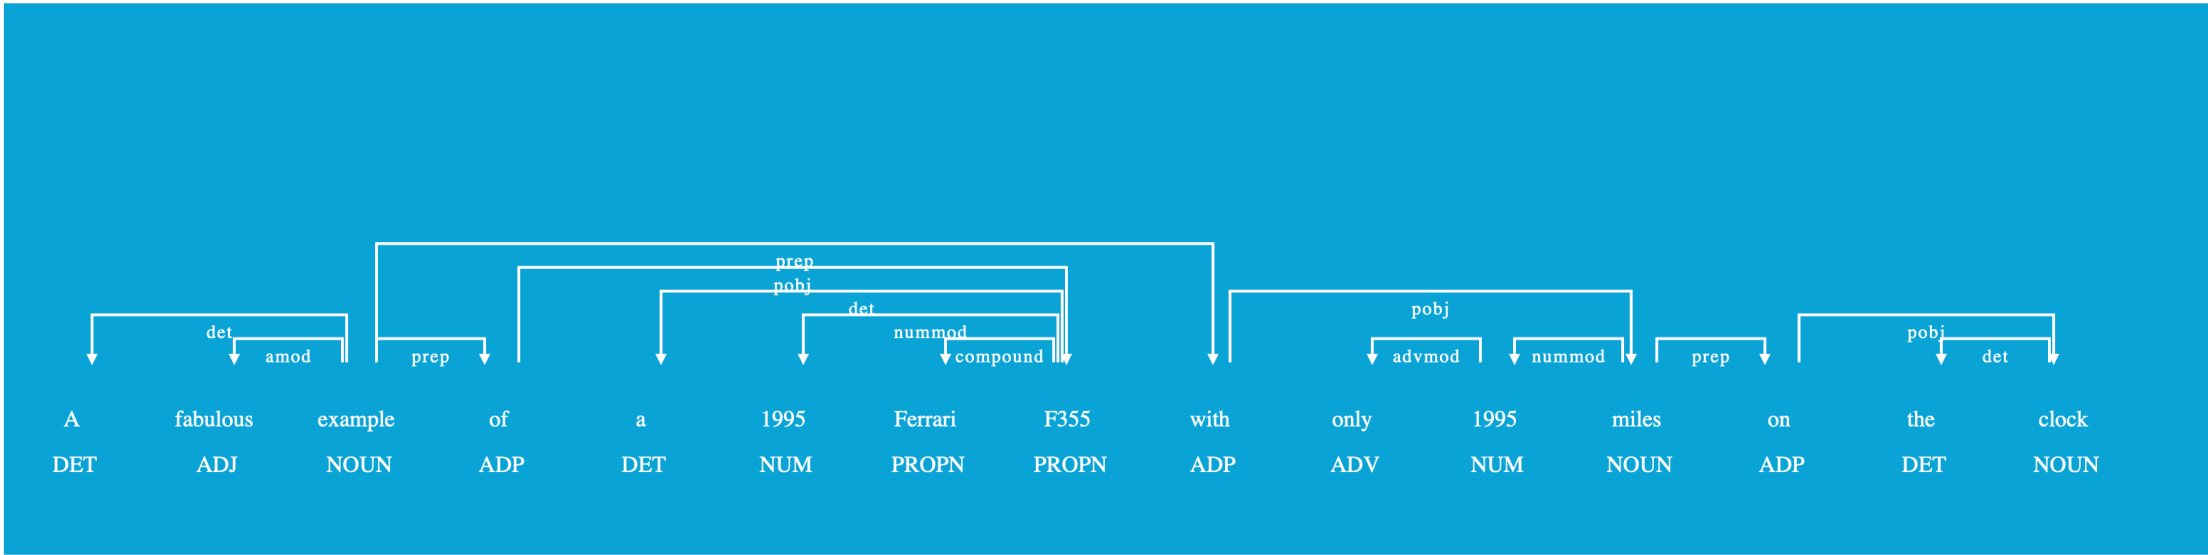 prep
pobj
det
pobj
det
nummod
pobj
amod
prep
compound
advmod
nummod
prep
det
A fabulous example of a 1995 Ferrari F355 with only 1995 miles on the clock
DET ADJ NOUN ADP DET NUM PROPN PROPN ADP ADV NUM NOUN ADP DET NOUN